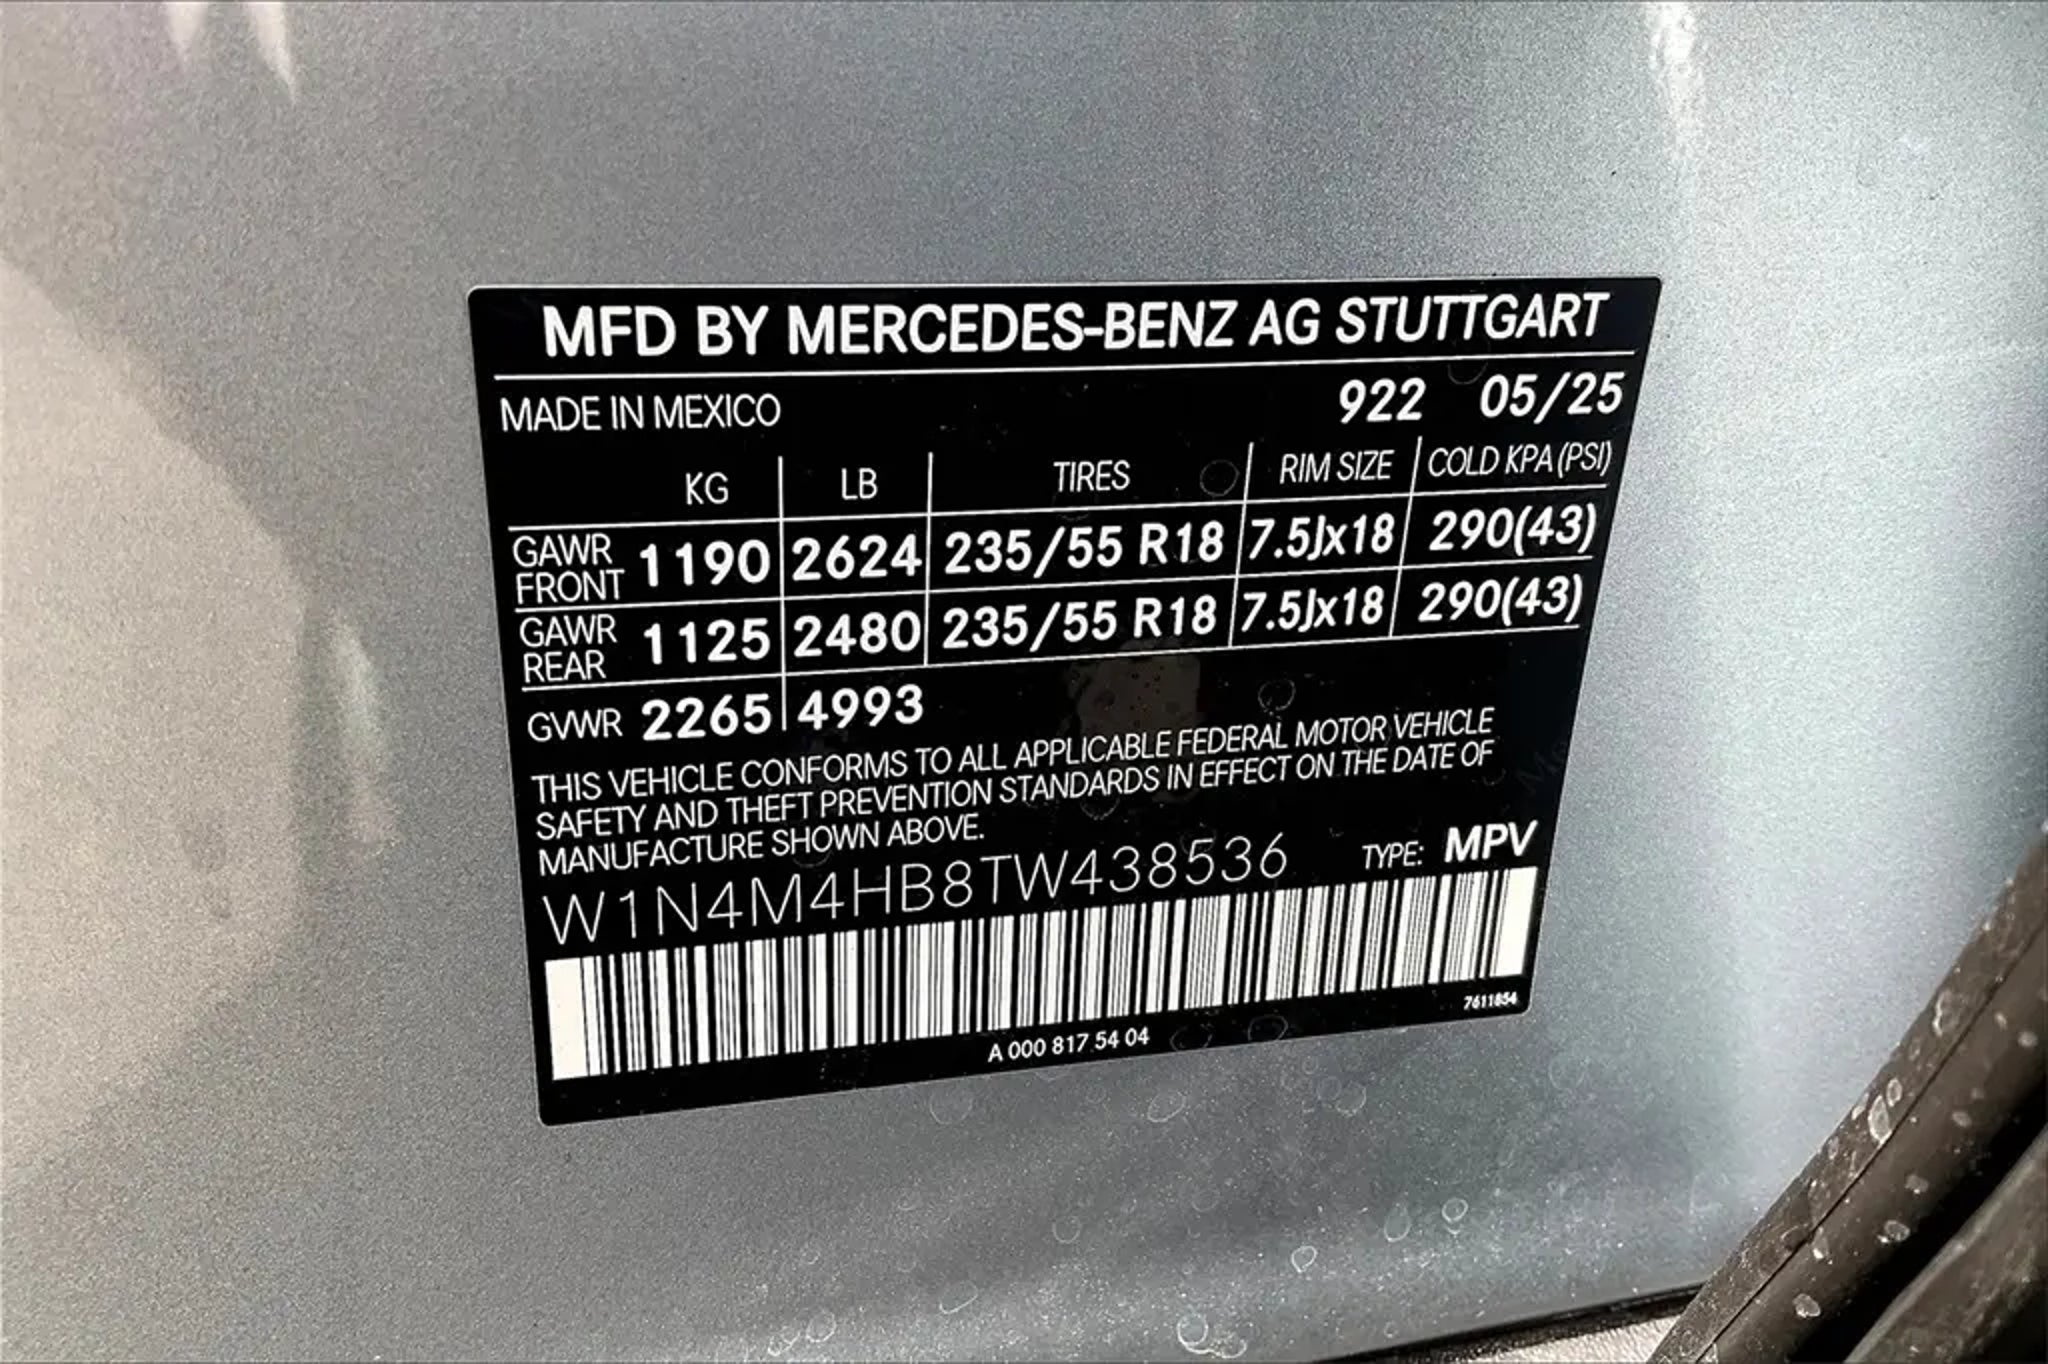 MFD BY MERCEDES-BENZ AG STUTTGART
MADE IN MEXICO 922 05/25
KG LB TIRES RIM SIZE COLD KPA (PSI)
GAWR FRONT 1190 2624 235/55 R18 7.5Jx18 290(43)
GAWR REAR 1125 2480 235/55 R18 7.5Jx18 290(43)
GVWR 2265 4993
THIS VEHICLE CONFORMS TO ALL APPLICABLE FEDERAL MOTOR VEHICLE
SAFETY AND THEFT PREVENTION STANDARDS IN EFFECT ON THE DATE OF
MANUFACTURE SHOWN ABOVE.
W1N4M4HB8TW438536 TYPE: MPV
7611854
A 000 817 54 04